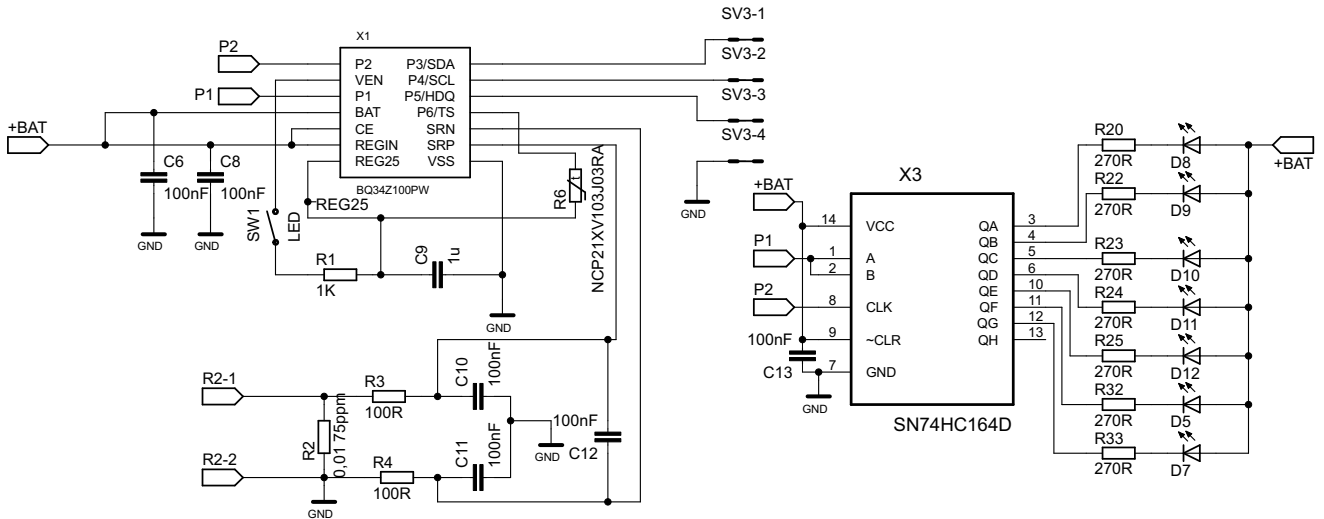 SV3-1
SV3-2
SV3-3
SV3-4
GND
X1
P2
P1
+BAT
P2
VEN
P1
BAT
CE
REGIN
REG25
P3/SDA
P4/SCL
P5/HDQ
P6/TS
SRN
SRP
VSS
BQ34Z100PW
C6
100nF
GND
C8
100nF
GND
SW1
LED
REG25
R1
1K
C9
1u
GND
R6
t
NCP21XV103J03RA
R2-1
R2-2
R2
0,01 75ppm
GND
R3
100R
R4
100R
C10
100nF
C11
100nF
GND
100nF
C12
X3
+BAT
P1
P2
100nF
C13
GND
14
1
2
8
9
7
VCC
A
B
CLK
~CLR
GND
QA
QB
QC
QD
QE
QF
QG
QH
3
4
5
6
10
11
12
13
SN74HC164D
R20
270R
D8
R22
270R
D9
R23
270R
D10
R24
270R
D11
R25
270R
D12
R32
270R
D5
R33
270R
D7
+BAT